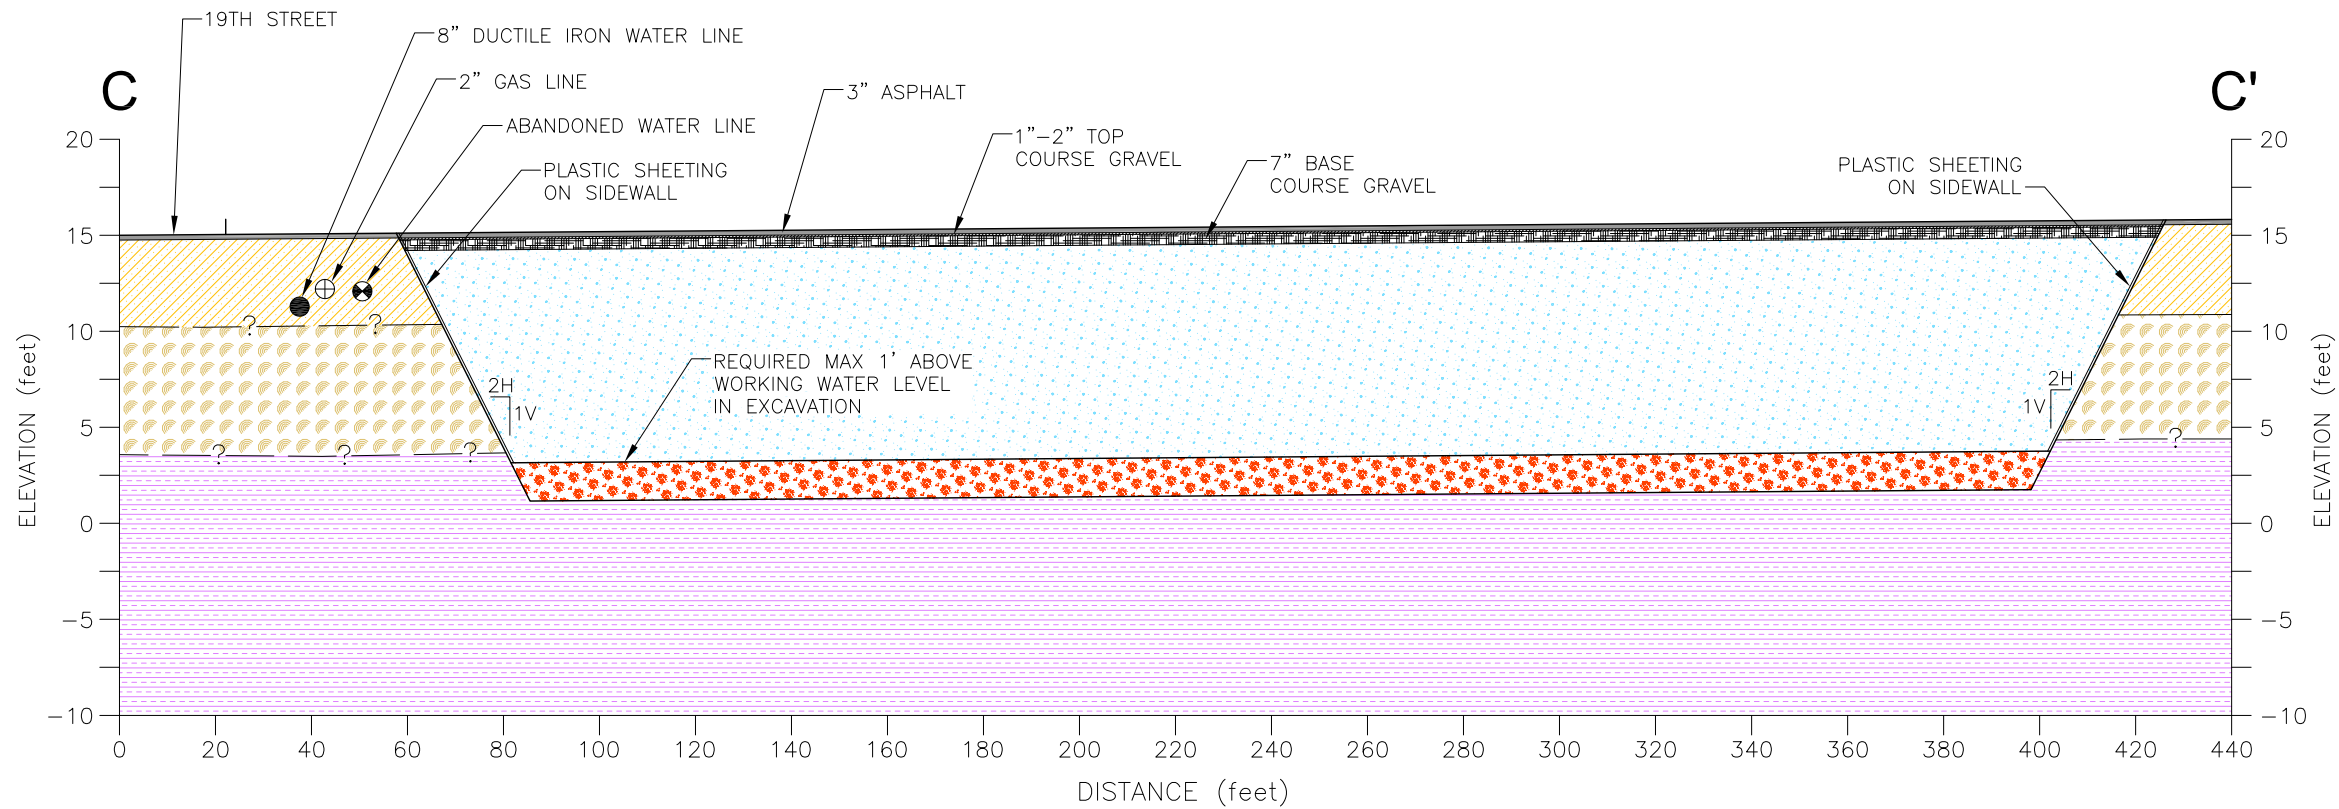 19TH STREET
8” DUCTILE IRON WATER LINE
2” GAS LINE
3” ASPHALT
C
C'
ABANDONED WATER LINE
1”–2” TOP
COURSE GRAVEL
7” BASE
COURSE GRAVEL
PLASTIC SHEETING
ON SIDEWALL
PLASTIC SHEETING
ON SIDEWALL
20
15
10
5
0
−5
−10
ELEVATION (feet)
? ?
? ? ?
2H
1V
REQUIRED MAX 1' ABOVE
WORKING WATER LEVEL
IN EXCAVATION
2H
1V
?
20
15
10
5
0
−5
−10
ELEVATION (feet)
0 20 40 60 80 100 120 140 160 180 200 220 240 260 280 300 320 340 360 380 400 420 440
DISTANCE (feet)